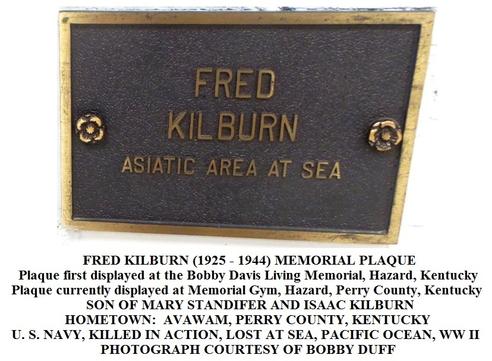 FRED
KILBURN
ASIATIC AREA AT SEA
FRED KILBURN (1925 - 1944) MEMORIAL PLAQUE
Plaque first displayed at the Bobby Davis Living Memorial, Hazard, Kentucky
Plaque currently displayed at Memorial Gym, Hazard, Perry County, Kentucky
SON OF MARY STANDIFER AND ISAAC KILBURN
HOMETOWN: AVAWAM, PERRY COUNTY, KENTUCKY
U. S. NAVY, KILLED IN ACTION, LOST AT SEA, PACIFIC OCEAN, WW II
PHOTOGRAPH COURTESY OF BOBBY DUFF